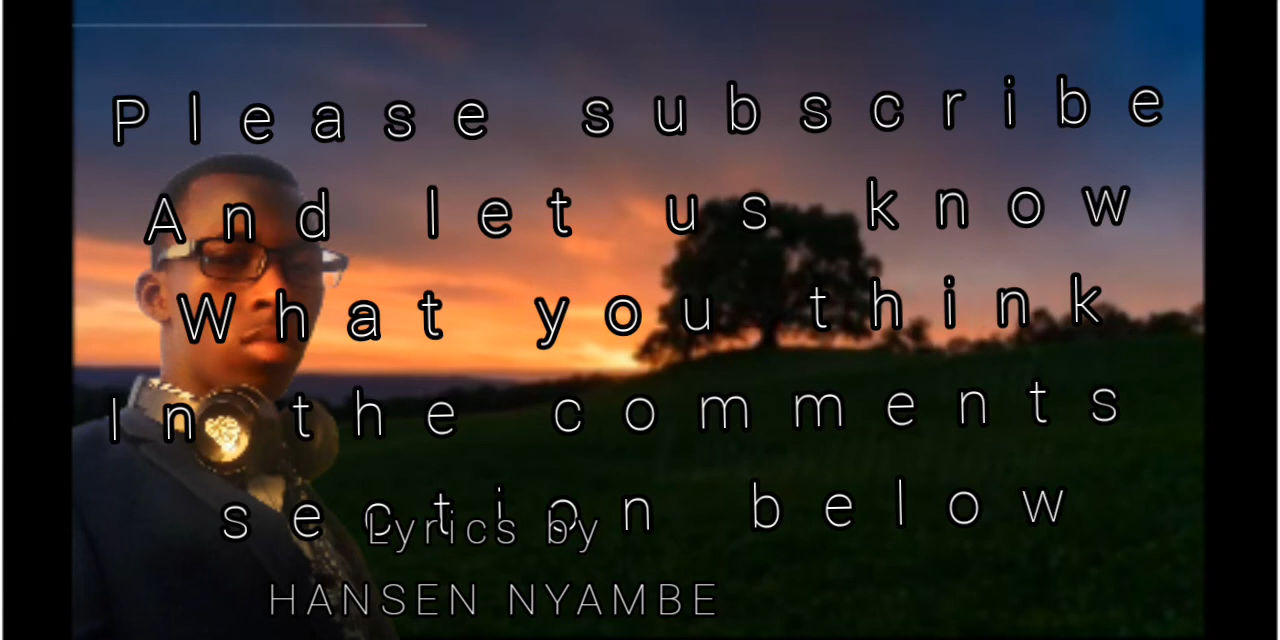 Please subscribe
And let us know
What you think
In the comments
section below
Lyrics by
HANSEN NYAMBE